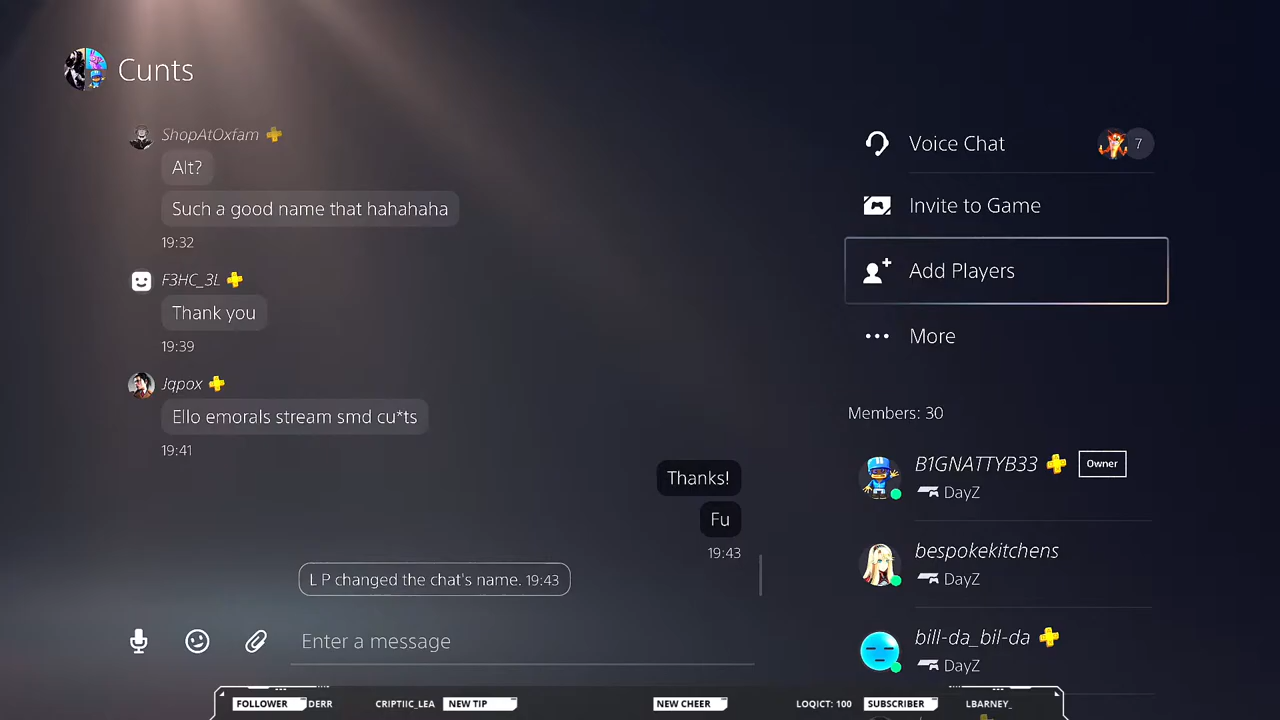 Cunts
ShopAtOxfam
Alt?
Such a good name that hahahaha
19:32
F3HC_3L
Thank you
19:39
Jqpox
Ello emorals stream smd cu*ts
19:41
Thanks!
Fu
19:43
L P changed the chat's name. 19:43
Enter a message
Voice Chat
7
Invite to Game
Add Players
More
Members: 30
B1GNATTYB33
Owner
DayZ
bespokekitchens
DayZ
bill-da_bil-da
DayZ
FOLLOWER DERR
CRIPTIC_LEA NEW TIP
NEW CHEER LOQICT: 100
SUBSCRIBER LBARNEY_